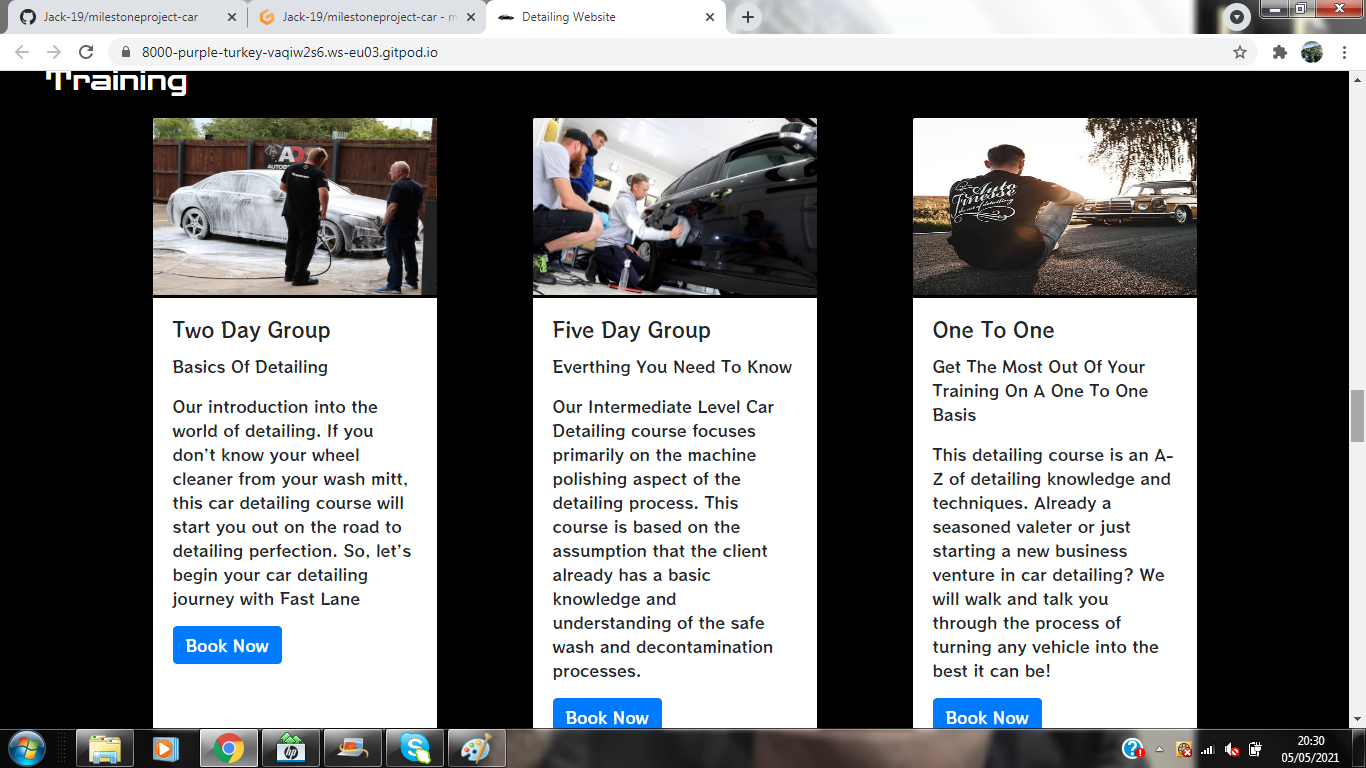 Jack-19/milestoneproject-car
Jack-19/milestoneproject-car - m
Detailing Website
8000-purple-turkey-vaqiw2s6.ws-eu03.gitpod.io
Training
AD
Auto
Finesse
Two Day Group
Five Day Group
One To One
Basics Of Detailing
Our introduction into the
world of detailing. If you
don't know your wheel
cleaner from your wash mitt,
this car detailing course will
start you out on the road to
detailing perfection. So, let's
begin your car detailing
journey with Fast Lane
Book Now
Everthing You Need To Know
Our Intermediate Level Car
Detailing course focuses
primarily on the machine
polishing aspect of the
detailing process. This
course is based on the
assumption that the client
already has a basic
knowledge and
understanding of the safe
wash and decontamination
processes.
Book Now
Get The Most Out Of Your
Training On A One To One
Basis
This detailing course is an A-
Z of detailing knowledge and
techniques. Already a
seasoned valeter or just
starting a new business
venture in car detailing? We
will walk and talk you
through the process of
turning any vehicle into the
best it can be!
Book Now
hp
20:30
05/05/2021